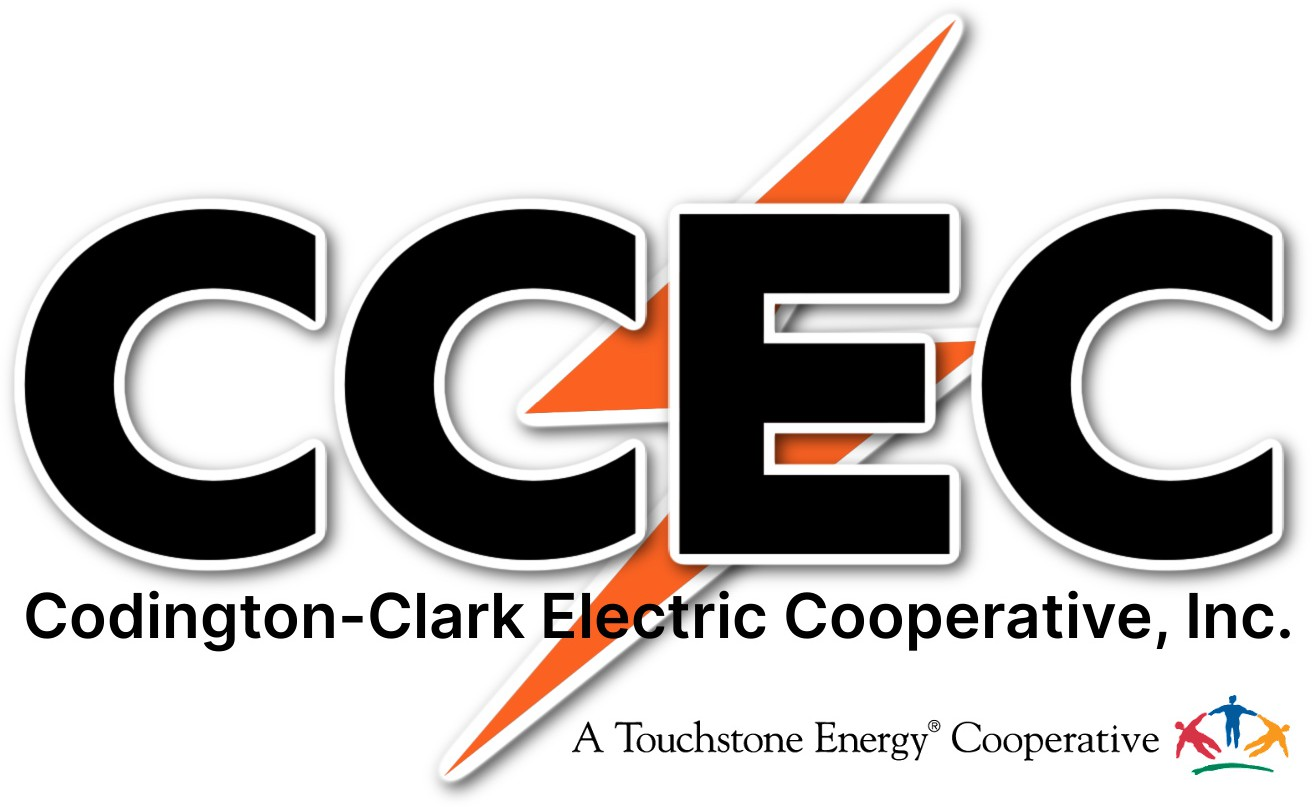 CCEC
Codington-Clark Electric Cooperative, Inc.
A Touchstone Energy® Cooperative